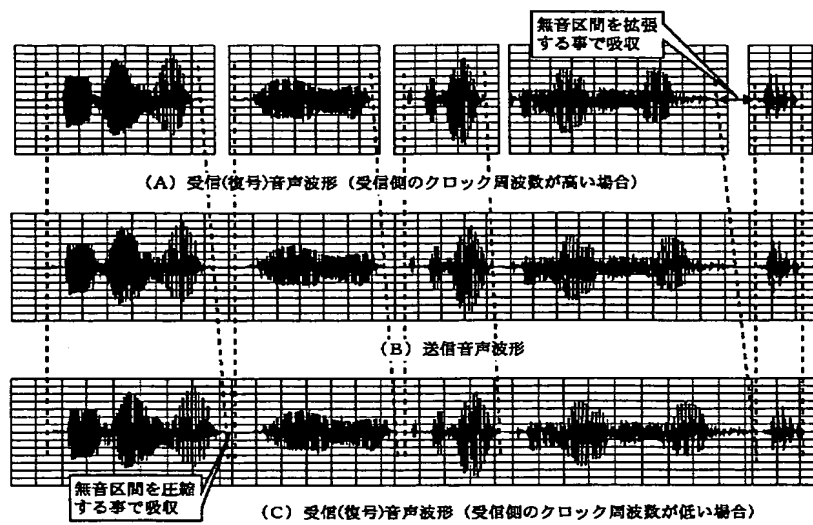 無音区間を拡張
する事で吸収
(A) 受信(復号)音声波形 (受信側のクロック周波数が高い場合)
(B) 送信音声波形
無音区間を圧縮
する事で吸収
(C) 受信(復号)音声波形 (受信側のクロック周波数が低い場合)